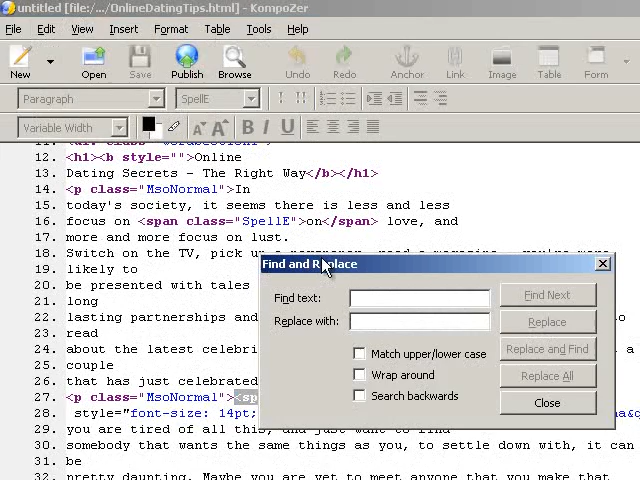 untitled [file:/.../OnlineDatingTips.html] - KompoZer
File Edit View Insert Format Table Tools Help
New Open Save Publish Browse Undo Redo Anchor Link Image Table Form
Paragraph SpellE
Variable Width B I U
12. <h1><b style="">Online
13. Dating Secrets - The Right Way</b></h1>
14. <p class="MsoNormal">In
15. today's society, it seems there is less and less
16. focus on <span class="SpellE">on</span> love, and
17. more and more focus on lust.
18. Switch on the TV, pick up a
19. likely to
20. be presented with tales
21. long
22. lasting partnerships and to
23. read
24. about the latest celebri
25. couple
26. that has just celebrated
27. <p class="MsoNormal"><sp
28. style="font-size: 14pt;
29. you are tired of all this, and just want to find
30. somebody that wants the same things as you, to settle down with, it can
31. be
32. pretty daunting. Maybe you are yet to meet anyone that you make that
Find and Replace
Find text: Find Next
Replace with: Replace
Match upper/lower case Replace and Find
Wrap around Replace All
Search backwards Close